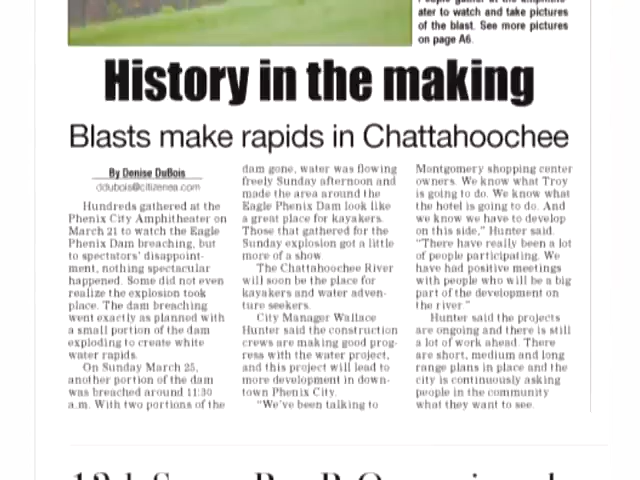 ater to watch and take pictures
of the blast. See more pictures
on page A6.
History in the making
Blasts make rapids in Chattahoochee
By Denise DuBois
ddubois@citizenea.com
Hundreds gathered at the
Phenix City Amphitheater on
March 21 to watch the Eagle
Phenix Dam breaching, but
to spectators' disappoint-
ment, nothing spectacular
happened. Some did not even
realize the explosion took
place. The dam breaching
went exactly as planned with
a small portion of the dam
exploding to create white
water rapids.
On Sunday March 25,
another portion of the dam
was breached around 11:30
a.m. With two portions of the
dam gone, water was flowing
freely Sunday afternoon and
made the area around the
Eagle Phenix Dam look like
a great place for kayakers.
Those that gathered for the
Sunday explosion got a little
more of a show.
The Chattahoochee River
will soon be the place for
kayakers and water adven-
ture seekers.
City Manager Wallace
Hunter said the construction
crews are making good prog-
ress with the water project,
and this project will lead to
more development in down-
town Phenix City.
"We've been talking to
Montgomery shopping center
owners. We know what Troy
is going to do. We know what
the hotel is going to do. And
we know we have to develop
on this side," Hunter said.
"There have really been a lot
of people participating. We
have had positive meetings
with people who will be a big
part of the development on
the river."
Hunter said the projects
are ongoing and there is still
a lot of work ahead. There
are short, medium and long
range plans in place and the
city is continuously asking
people in the community
what they want to see.